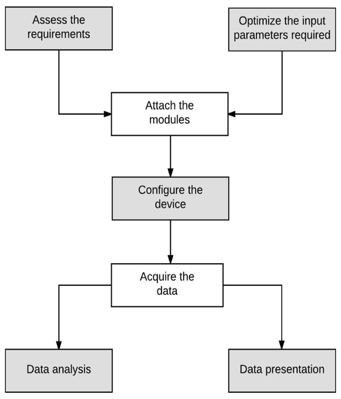 Assess the
requirements
Optimize the input
parameters required
Attach the
modules
Configure the
device
Acquire the
data
Data analysis
Data presentation